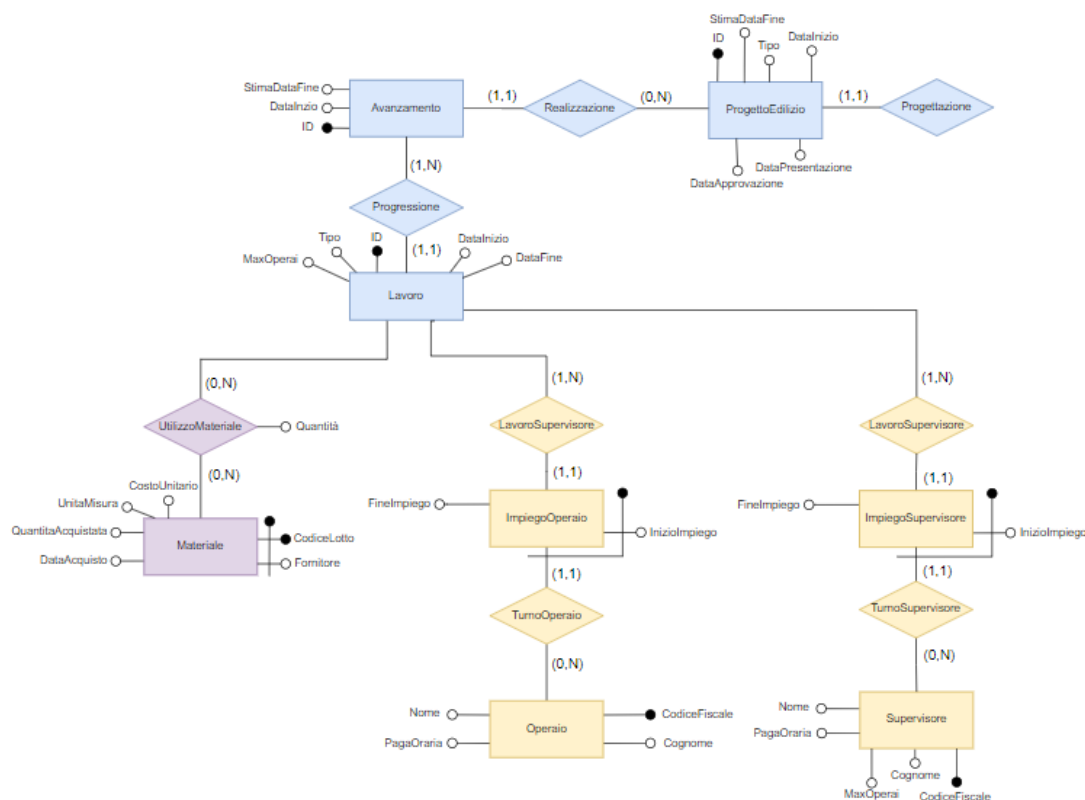 StimaDataFine
ID
DataInizio
Tipo
StimaDataFine
DataInzio
ID
Avanzamento
(1,1)
Realizzazione
(0,N)
ProgettoEdilizio
(1,1)
Progettazione
DataPresentazione
DataApprovazione
(1,N)
Progressione
Tipo
ID
(1,1)
DataInizio
MaxOperai
DataFine
Lavoro
(0,N)
(1,N)
(1,N)
UtilizzoMateriale
Quantità
LavoroSupervisore
LavoroSupervisore
(0,N)
(1,1)
(1,1)
CostoUnitario
UnitaMisura
FineImpiego
FineImpiego
QuantitaAcquistata
CodiceLotto
ImpiegoOperaio
InizioImpiego
ImpiegoSupervisore
InizioImpiego
Materiale
DataAcquisto
Fornitore
(1,1)
(1,1)
TurnoOperaio
TurnoSupervisore
(0,N)
(0,N)
Nome
CodiceFiscale
Nome
Operaio
Supervisore
PagaOraria
Cognome
PagaOraria
Cognome
MaxOperai
CodiceFiscale